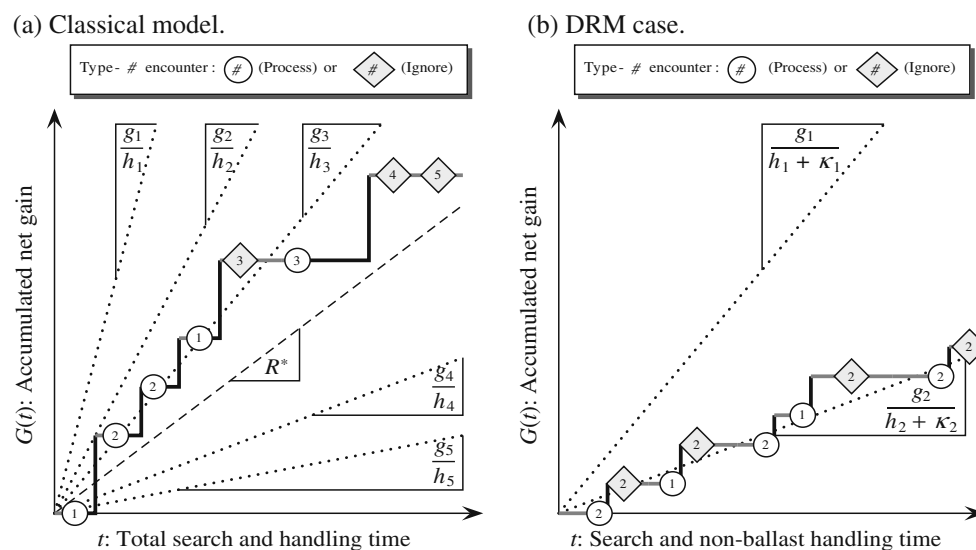 (a) Classical model.
Type- # encounter: # (Process) or # (Ignore)
g1
h1
g2
h2
g3
h3
4
5
3
3
1
2
2
1
R*
g4
h4
g5
h5
G(t): Accumulated net gain
t: Total search and handling time
(b) DRM case.
Type- # encounter: # (Process) or # (Ignore)
g1
h1 + κ1
2
2
2
1
g2
h2 + κ2
2
2
2
1
2
G(t): Accumulated net gain
t: Search and non-ballast handling time